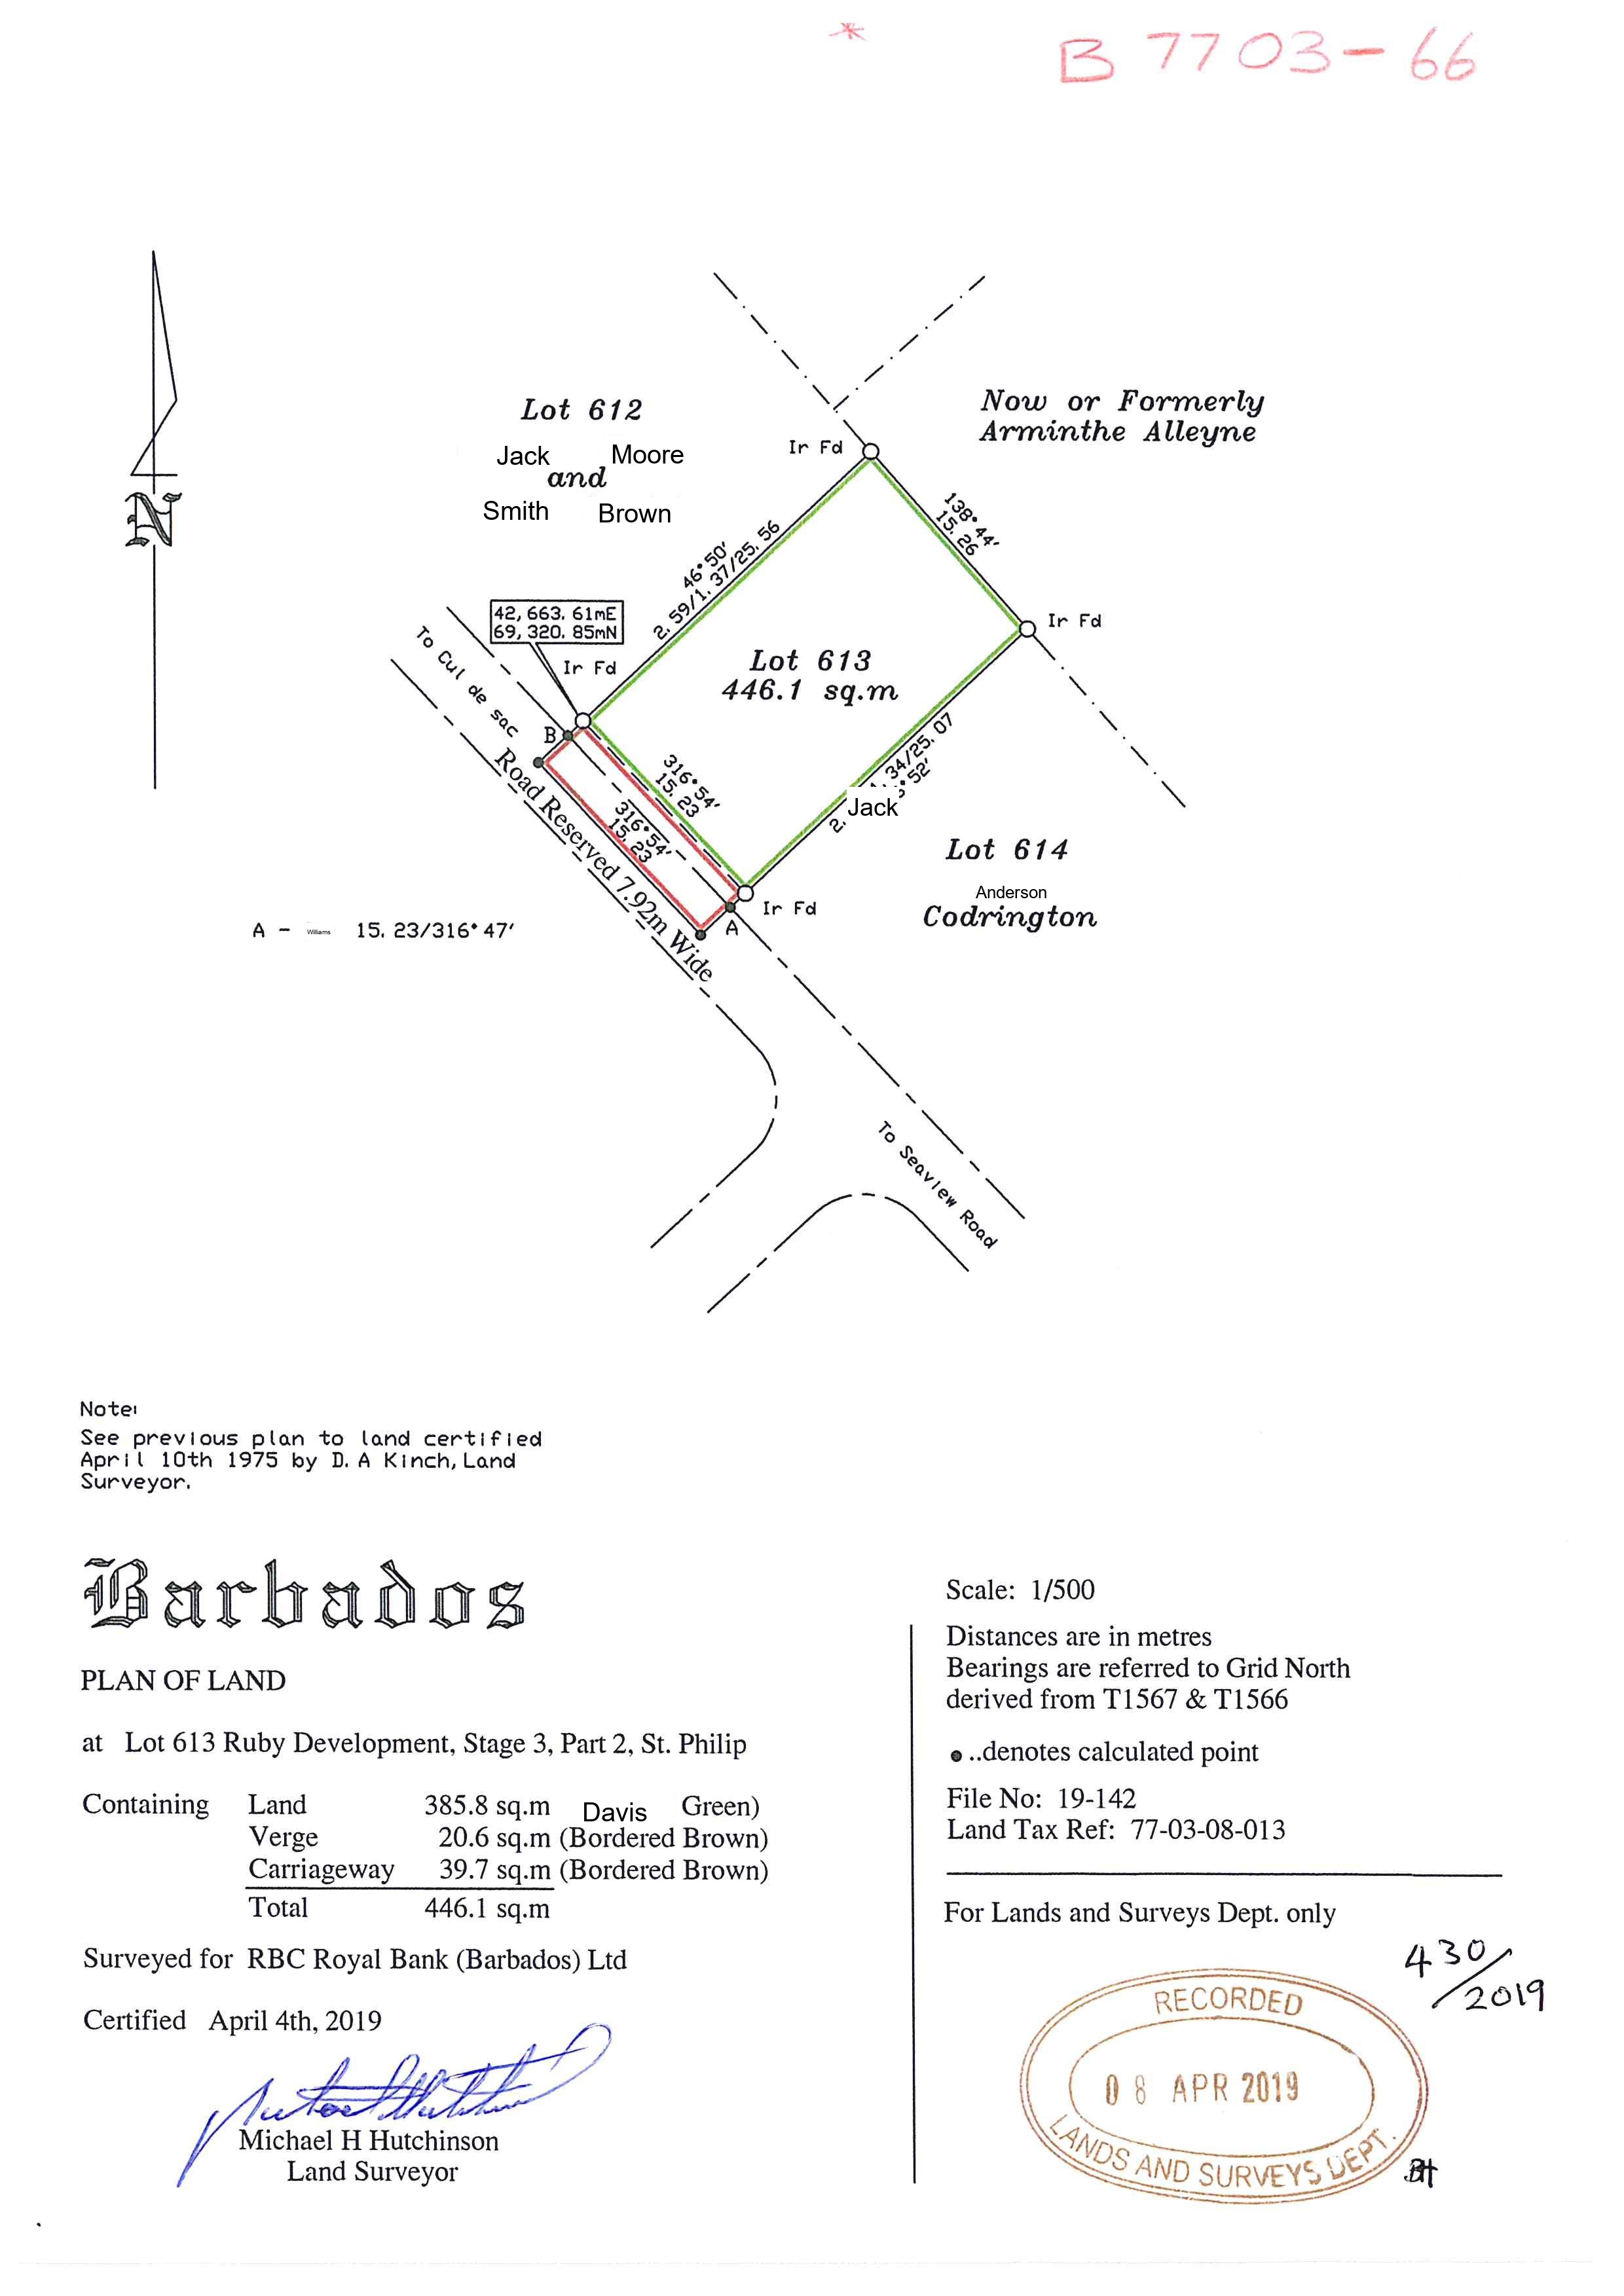 B 7703-66
Lot 612
Jack Moore
and
Smith Brown
Now or Formerly
Arminthe Alleyne
Ir Fd
138°44'
15.26
46°50'
2.59/1.37/25.56
Ir Fd
42,663.61mE
69,320.85mN
Ir Fd
To Cul de sac
Lot 613
446.1 sq.m
B
316°54'
15.23
316°54'
15.23
34/25.07
52'
2.
Jack
Road Reserved 7.92m Wide
Ir Fd
A
Lot 614
Anderson
Codrington
A - Williams 15.23/316°47'
To Seaview Road
N
Note:
See previous plan to land certified
April 10th 1975 by D. A Kinch, Land
Surveyor.
Barbados
PLAN OF LAND
at Lot 613 Ruby Development, Stage 3, Part 2, St. Philip
Containing Land 385.8 sq.m Davis Green)
Verge 20.6 sq.m (Bordered Brown)
Carriageway 39.7 sq.m (Bordered Brown)
Total 446.1 sq.m
Surveyed for RBC Royal Bank (Barbados) Ltd
Certified April 4th, 2019
Michael H Hutchinson
Land Surveyor
Scale: 1/500
Distances are in metres
Bearings are referred to Grid North
derived from T1567 & T1566
..denotes calculated point
File No: 19-142
Land Tax Ref: 77-03-08-013
For Lands and Surveys Dept. only
430/2019
RECORDED
08 APR 2019
LANDS AND SURVEYS DEPT.